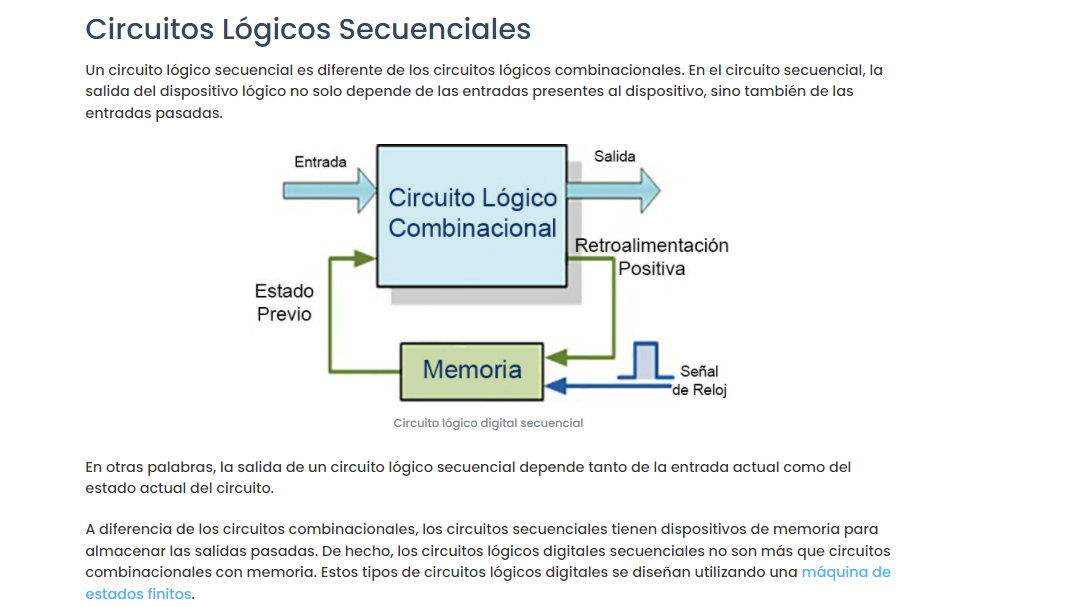 Circuitos Lógicos Secuenciales
Un circuito lógico secuencial es diferente de los circuitos lógicos combinacionales. En el circuito secuencial, la
salida del dispositivo lógico no solo depende de las entradas presentes al dispositivo, sino también de las
entradas pasadas.
Entrada
Salida
Circuito Lógico
Combinacional
Retroalimentación
Positiva
Estado
Previo
Memoria
Señal
de Reloj
Circuito lógico digital secuencial
En otras palabras, la salida de un circuito lógico secuencial depende tanto de la entrada actual como del
estado actual del circuito.
A diferencia de los circuitos combinacionales, los circuitos secuenciales tienen dispositivos de memoria para
almacenar las salidas pasadas. De hecho, los circuitos lógicos digitales secuenciales no son más que circuitos
combinacionales con memoria. Estos tipos de circuitos lógicos digitales se diseñan utilizando una máquina de
estados finitos.